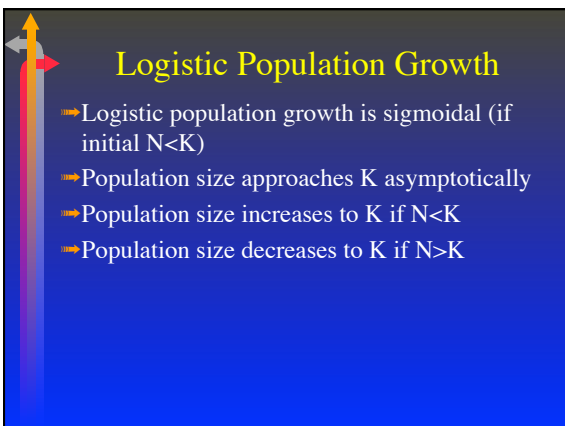 Logistic Population Growth
Logistic population growth is sigmoidal (if
initial N<K)
Population size approaches K asymptotically
Population size increases to K if N<K
Population size decreases to K if N>K